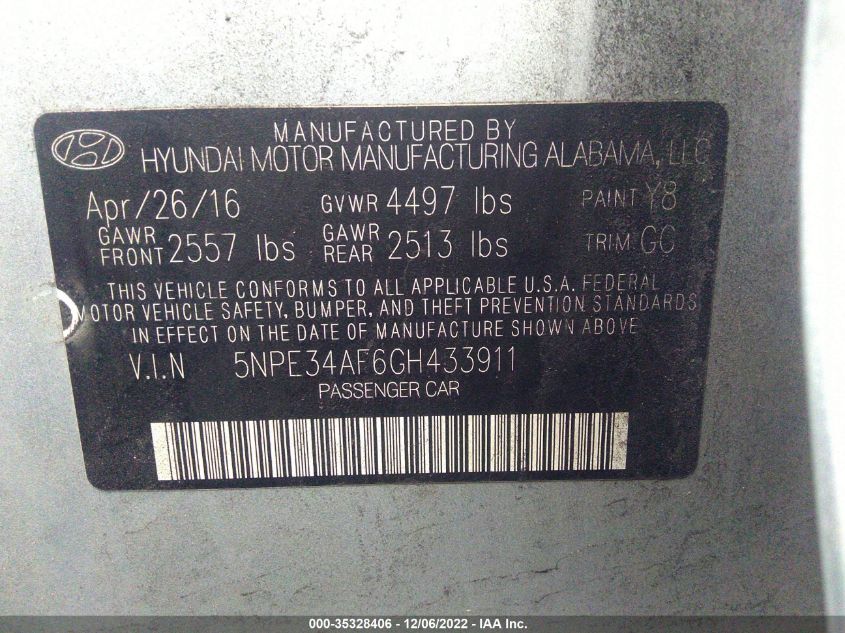 MANUFACTURED BY
HYUNDAI MOTOR MANUFACTURING ALABAMA, LLC
Apr/26/16 GVWR 4497 lbs PAINT Y8
GAWR FRONT 2557 lbs GAWR REAR 2513 lbs TRIM GC
THIS VEHICLE CONFORMS TO ALL APPLICABLE U.S.A. FEDERAL
MOTOR VEHICLE SAFETY, BUMPER, AND THEFT PREVENTION STANDARDS
IN EFFECT ON THE DATE OF MANUFACTURE SHOWN ABOVE
V.I.N 5NPE34AF6GH433911
PASSENGER CAR
000-35328406 - 12/06/2022 - IAA Inc.